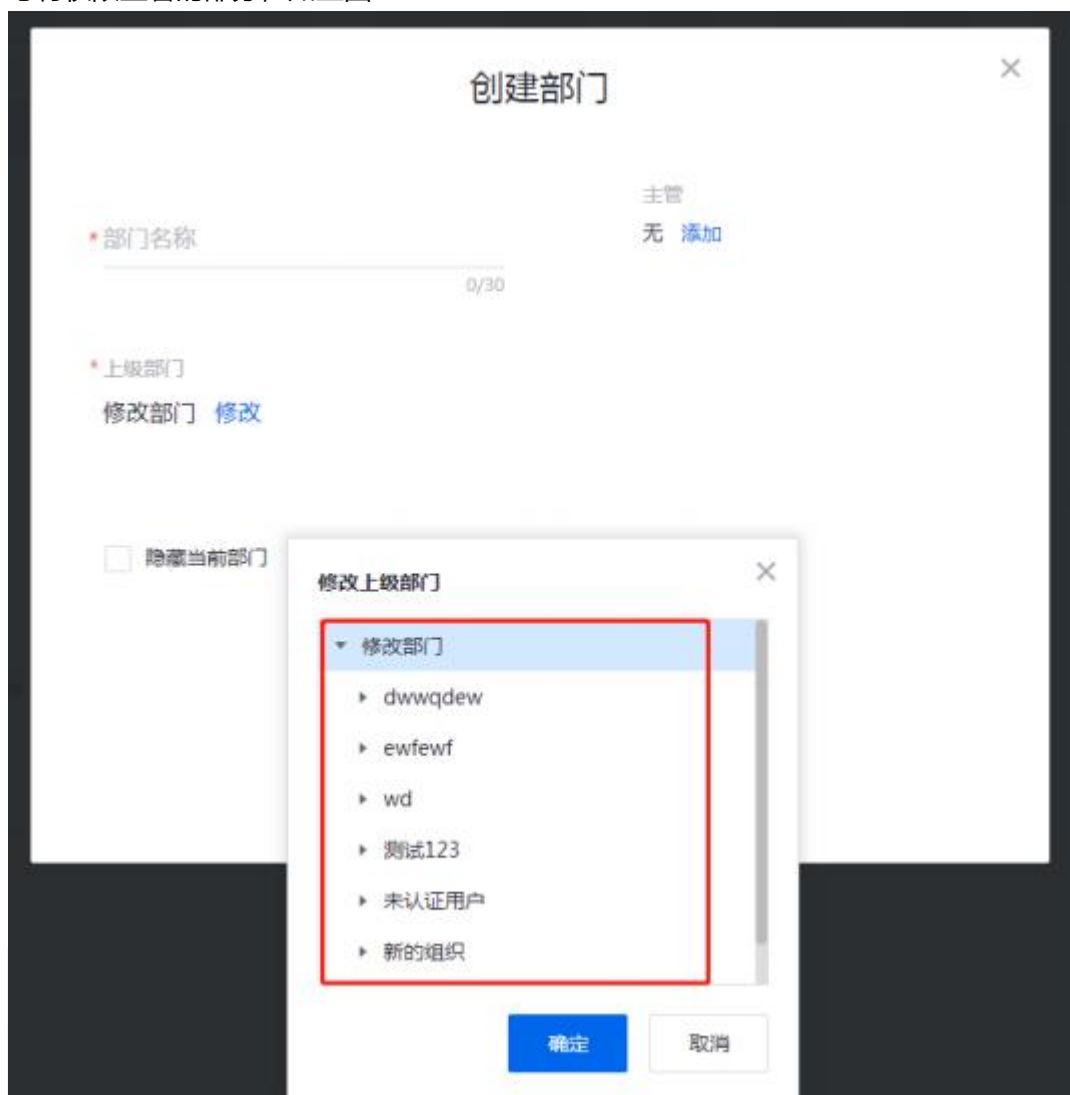 创建部门
主管
* 部门名称
无 添加
0/30
* 上级部门
修改部门 修改
隐藏当前部门
修改上级部门
修改部门
dwwqdew
ewfewf
wd
测试123
未认证用户
新的组织
确定 取消